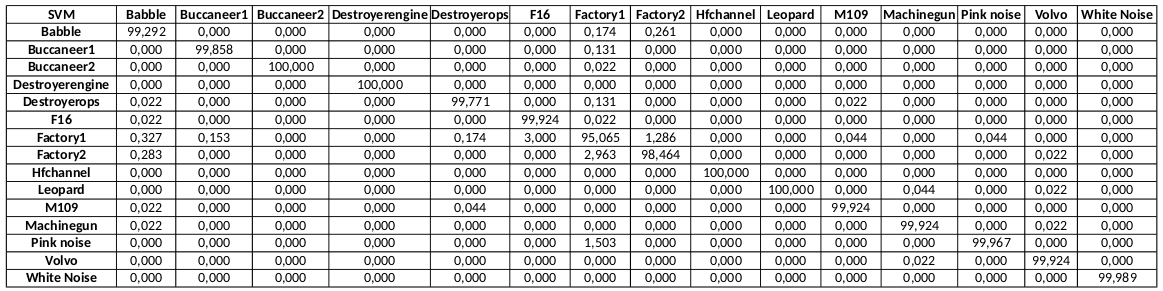 SVM Babble Buccaneer1 Buccaneer2 Destroyerengine Destroyerops F16 Factory1 Factory2 Hfchannel Leopard M109 Machinegun Pink noise Volvo White Noise
Babble 99,292 0,000 0,000 0,000 0,000 0,000 0,174 0,261 0,000 0,000 0,000 0,000 0,000 0,000 0,000
Buccaneer1 0,000 99,858 0,000 0,000 0,000 0,000 0,131 0,000 0,000 0,000 0,000 0,000 0,000 0,000 0,000
Buccaneer2 0,000 0,000 100,000 0,000 0,000 0,000 0,022 0,000 0,000 0,000 0,000 0,000 0,000 0,000 0,000
Destroyerengine 0,000 0,000 0,000 100,000 0,000 0,000 0,000 0,000 0,000 0,000 0,000 0,000 0,000 0,000 0,000
Destroyerops 0,022 0,000 0,000 0,000 99,771 0,000 0,131 0,000 0,000 0,000 0,022 0,000 0,000 0,000 0,000
F16 0,022 0,000 0,000 0,000 0,000 99,924 0,022 0,000 0,000 0,000 0,000 0,000 0,000 0,000 0,000
Factory1 0,327 0,153 0,000 0,000 0,174 3,000 95,065 1,286 0,000 0,000 0,044 0,000 0,044 0,000 0,000
Factory2 0,283 0,000 0,000 0,000 0,000 0,000 2,963 98,464 0,000 0,000 0,000 0,000 0,000 0,022 0,000
Hfchannel 0,000 0,000 0,000 0,000 0,000 0,000 0,000 0,000 100,000 0,000 0,000 0,000 0,000 0,000 0,000
Leopard 0,000 0,000 0,000 0,000 0,000 0,000 0,000 0,000 0,000 100,000 0,000 0,044 0,000 0,022 0,000
M109 0,022 0,000 0,000 0,000 0,044 0,000 0,000 0,000 0,000 0,000 99,924 0,000 0,000 0,000 0,000
Machinegun 0,022 0,000 0,000 0,000 0,000 0,000 0,000 0,000 0,000 0,000 0,000 99,924 0,000 0,022 0,000
Pink noise 0,000 0,000 0,000 0,000 0,000 0,000 1,503 0,000 0,000 0,000 0,000 0,000 99,967 0,000 0,000
Volvo 0,000 0,000 0,000 0,000 0,000 0,000 0,000 0,000 0,000 0,000 0,000 0,022 0,000 99,924 0,000
White Noise 0,000 0,000 0,000 0,000 0,000 0,000 0,000 0,000 0,000 0,000 0,000 0,000 0,000 0,000 99,989